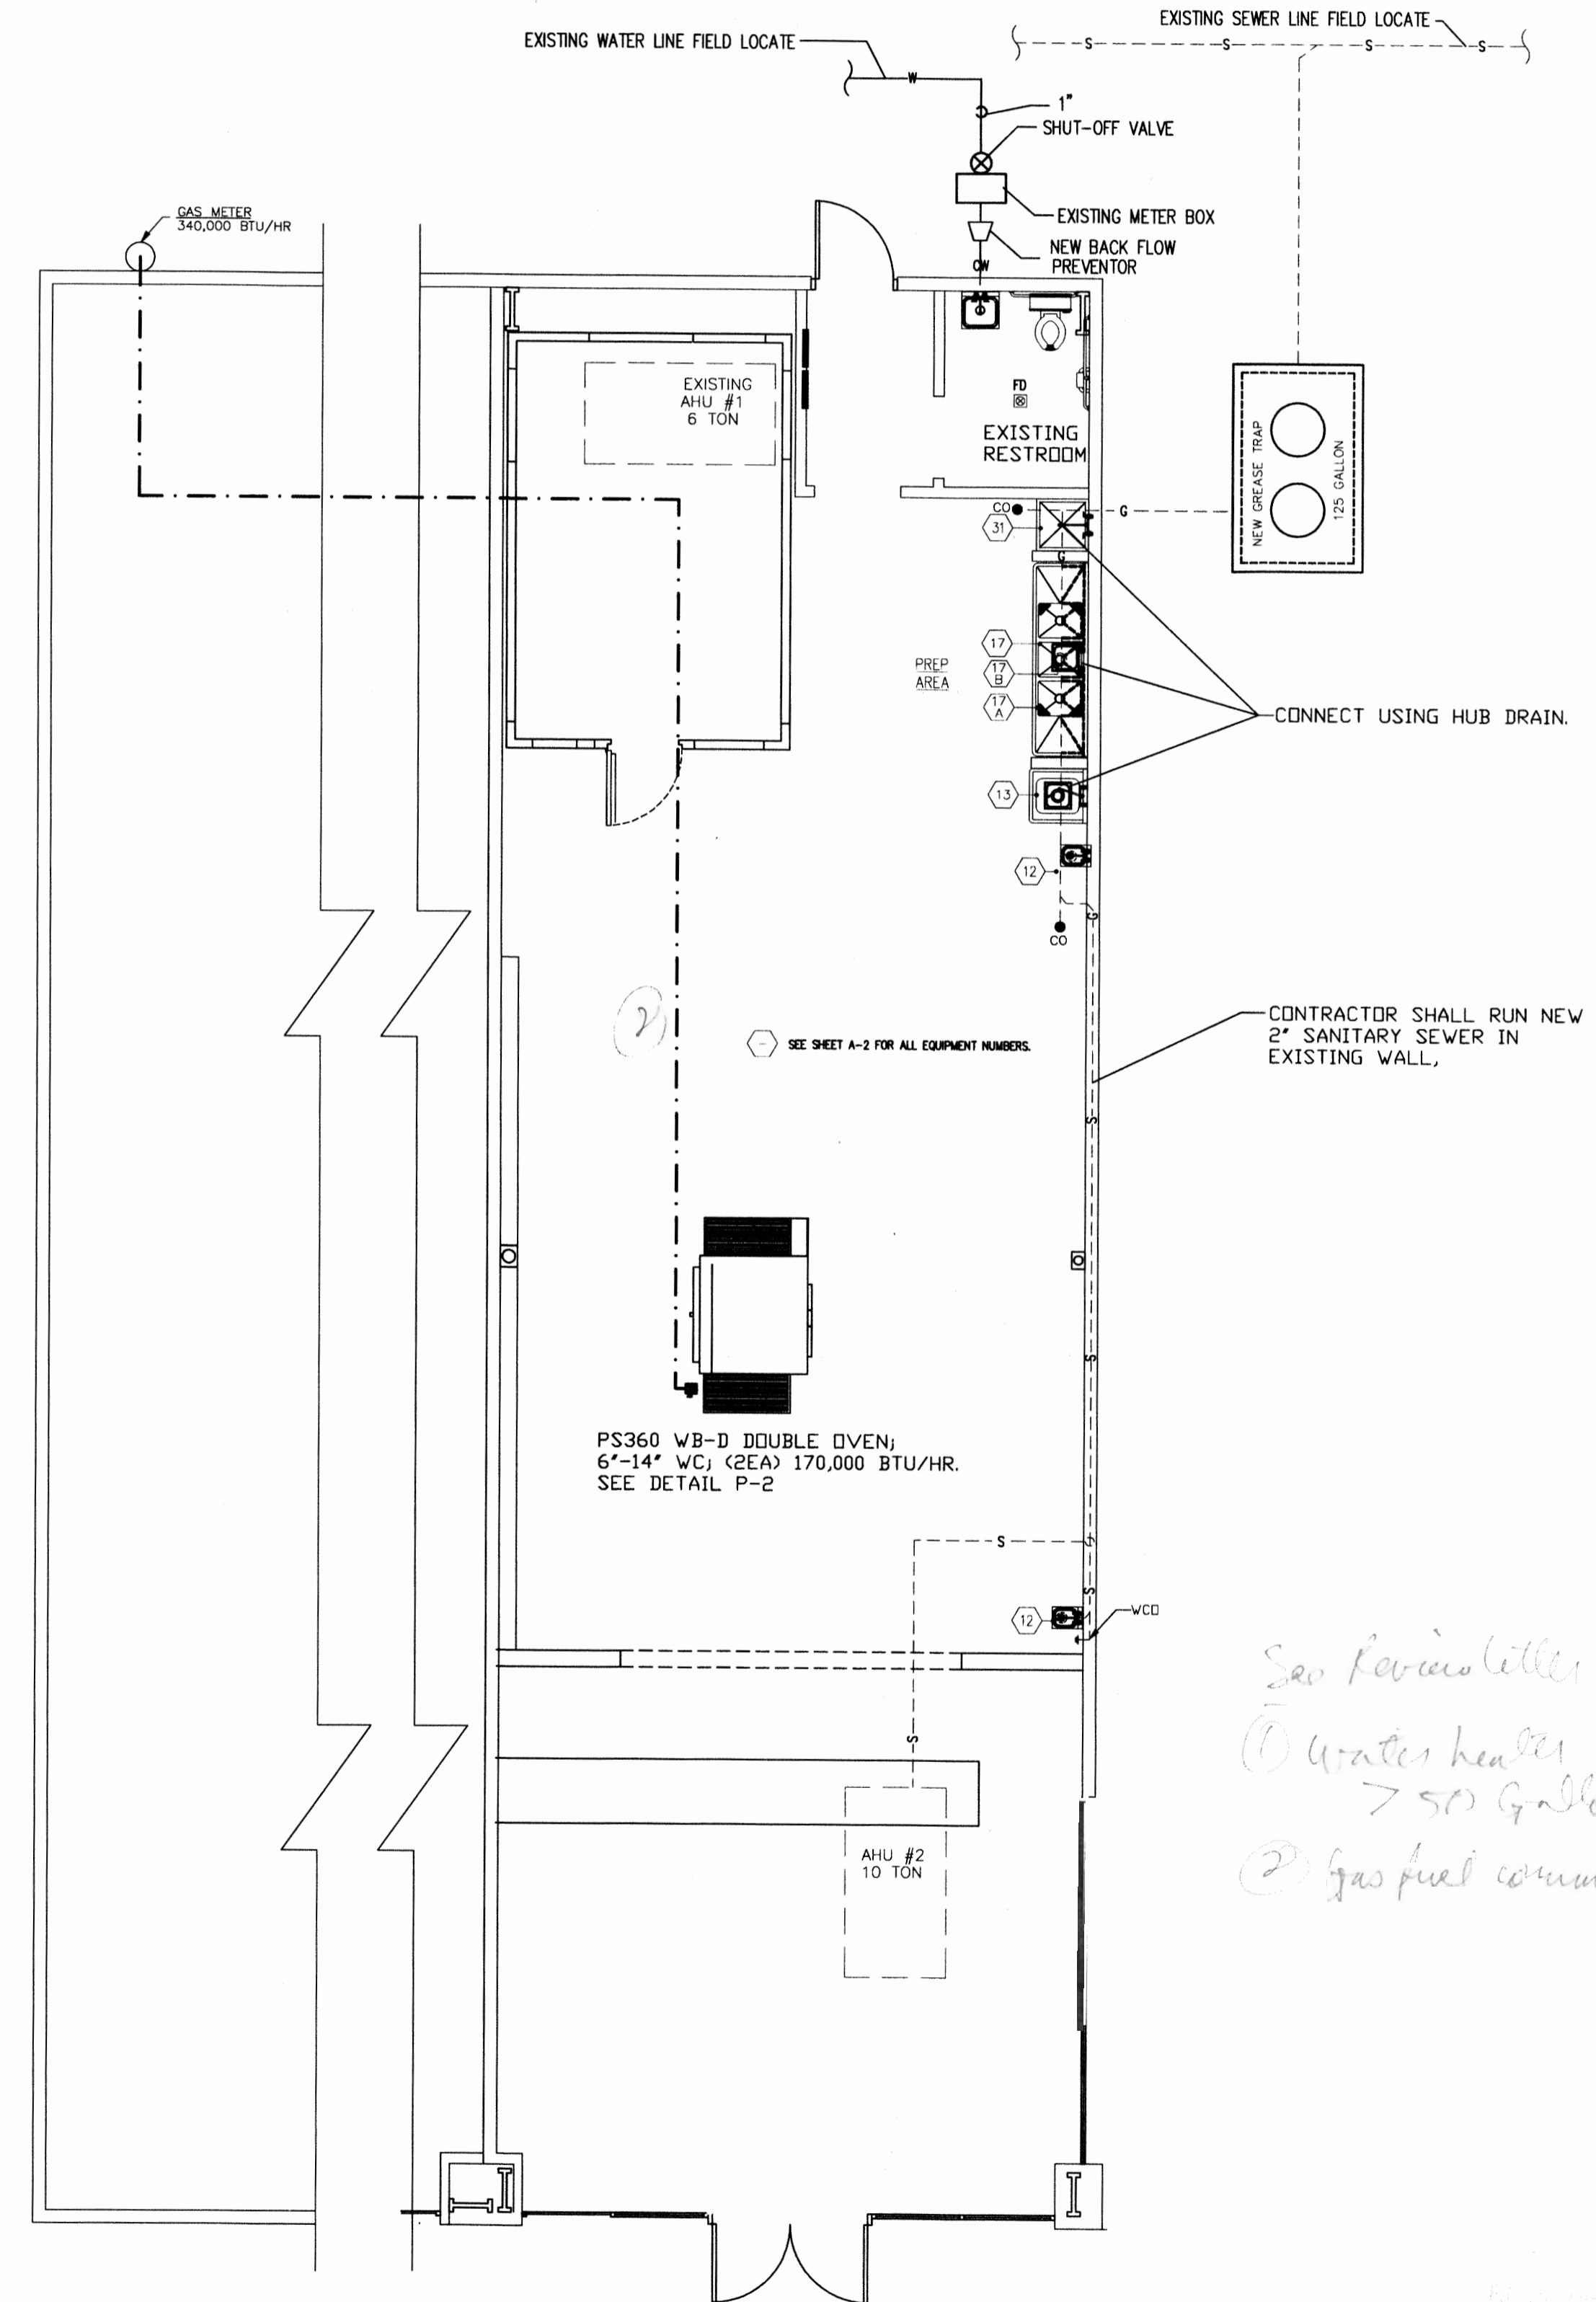 EXISTING SEWER LINE FIELD LOCATE
S S S S
EXISTING WATER LINE FIELD LOCATE
W
1"
SHUT-OFF VALVE
EXISTING METER BOX
NEW BACK FLOW
PREVENTOR
CW
GAS METER
340,000 BTU/HR
EXISTING
AHU #1
6 TON
FD
EXISTING
RESTROOM
NEW GREASE TRAP
125 GALLON
CO
G
31
G
17
17
B
17
A
PREP
AREA
CONNECT USING HUB DRAIN.
13
12
G
CO
2
- SEE SHEET A-2 FOR ALL EQUIPMENT NUMBERS.
CONTRACTOR SHALL RUN NEW
2" SANITARY SEWER IN
EXISTING WALL,
S
S
PS360 WB-D DOUBLE OVEN;
6"-14" WC; (2EA) 170,000 BTU/HR.
SEE DETAIL P-2
S
S
12
WCO
S
See Review letter
1 water heater
> 50
2 gas fuel
AHU #2
10 TON